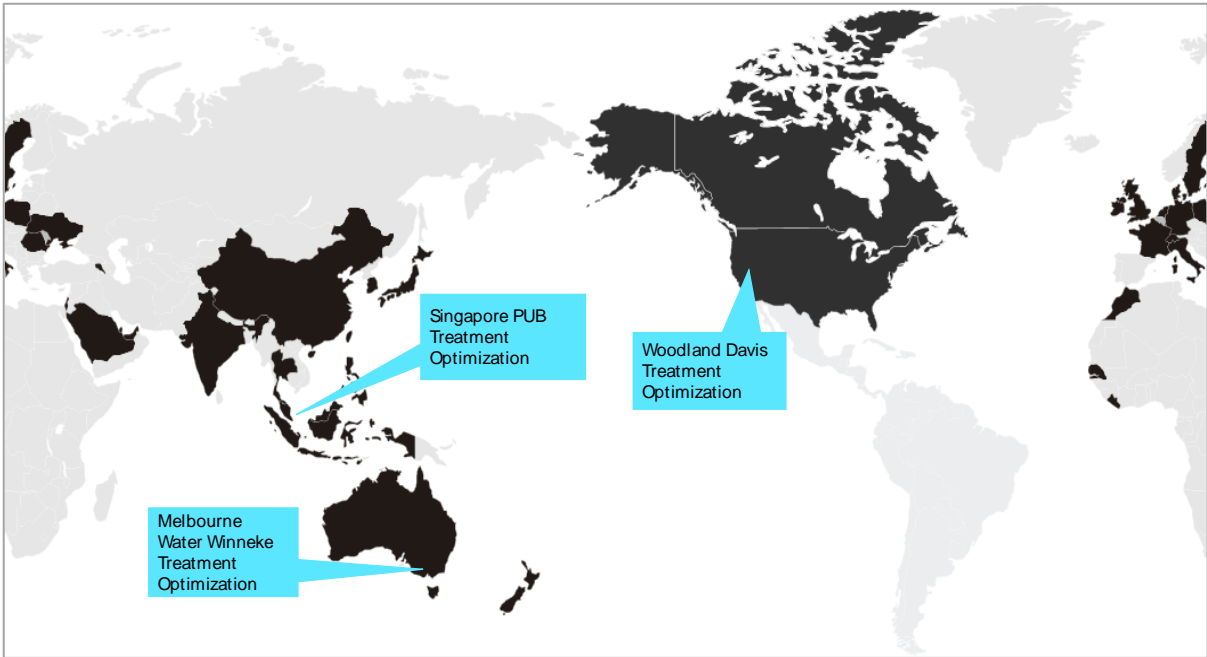 Singapore PUB
Treatment
Optimization
Woodland Davis
Treatment
Optimization
Melbourne
Water Winneke
Treatment
Optimization